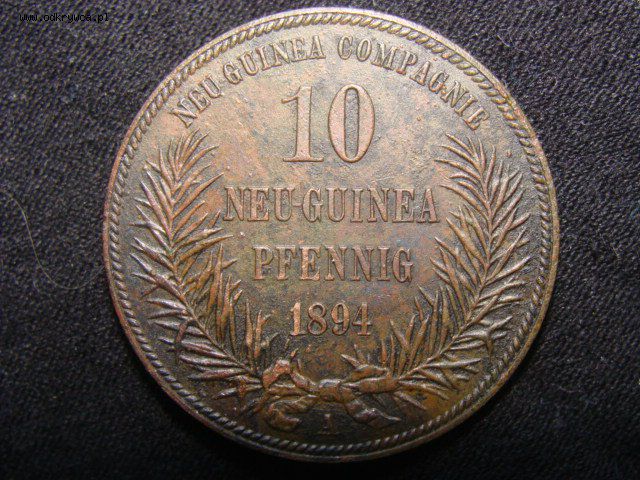 www.odkrywca.pl
NEU-GUINEA COMPAGNIE
10
NEU-GUINEA
PFENNIG
1894
A